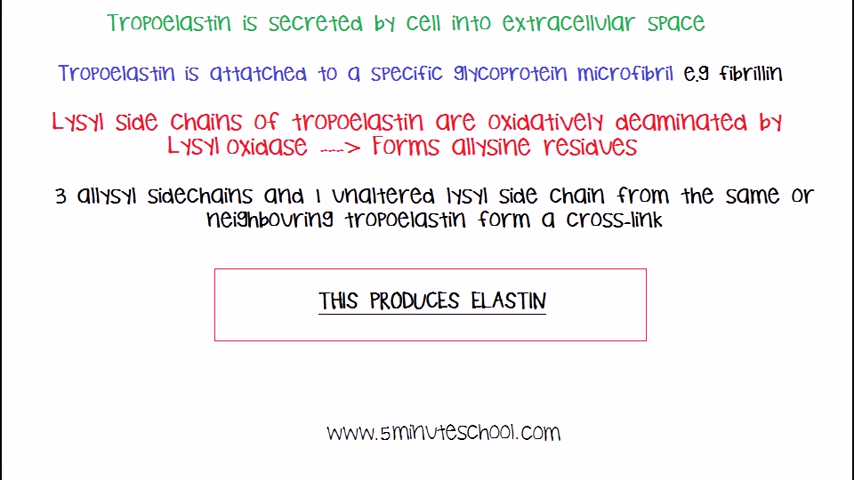 Tropoelastin is secreted by cell into extracellular space
Tropoelastin is attatched to a specific glycoprotein microfibril e.g fibrillin
Lysyl side chains of tropoelastin are oxidatively deaminated by
Lysyl oxidase ----> Forms allysine residues
3 allysyl sidechains and 1 unaltered lysyl side chain from the same or
neighbouring tropoelastin form a cross-link
THIS PRODUCES ELASTIN
www.5minuteschool.com